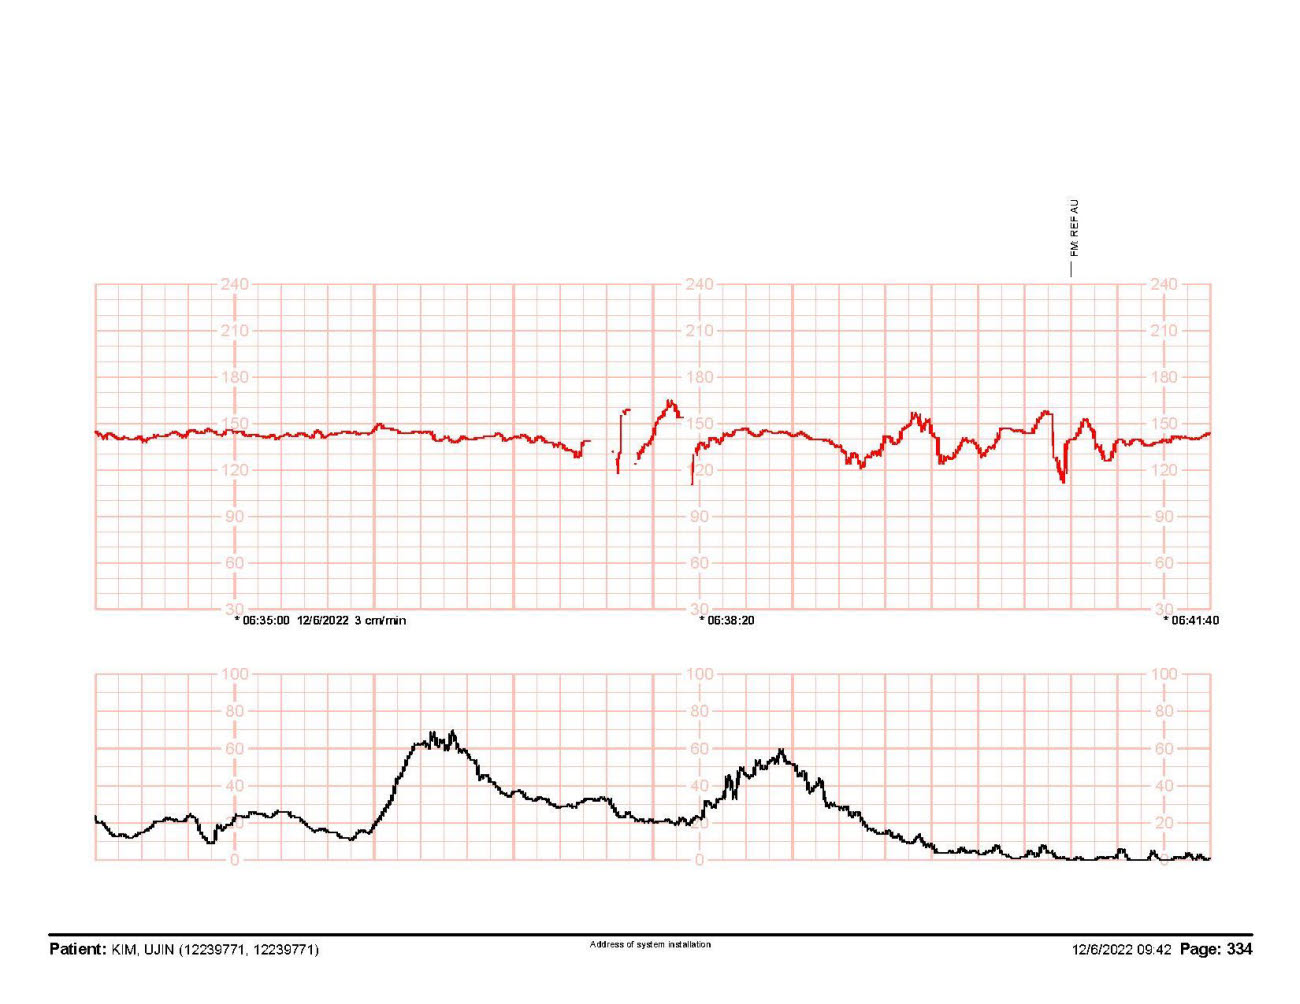 FM: REF AU
240 240 240
210 210 210
180 180 180
150 150 150
120 120 120
90 90 90
60 60 60
30 30 30
* 06:35:00 12/6/2022 3 cm/min * 06:38:20 * 06:41:40
100 100 100
80 80 80
60 60 60
40 40 40
20 20 20
0 0 0
Patient: KIM, UJIN (12239771, 12239771) Address of system installation 12/6/2022 09:42 Page: 334